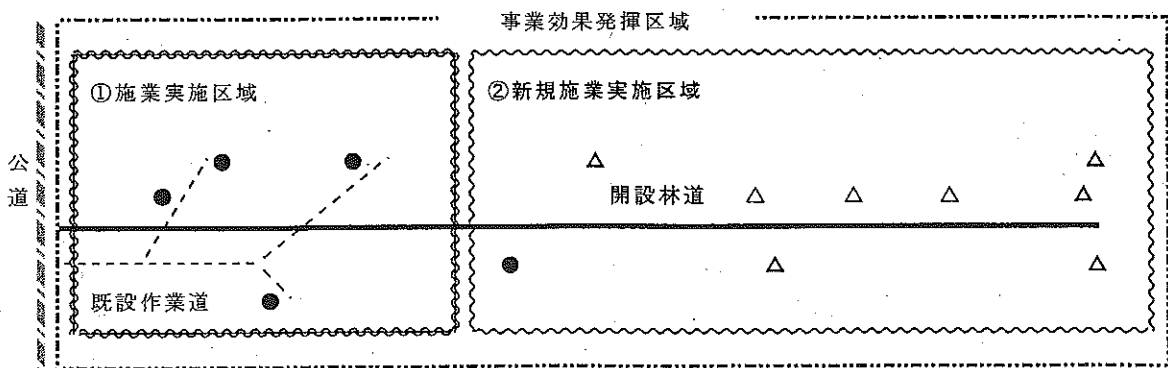 事業効果発揮区域
①施業実施区域
②新規施業実施区域
公道
開設林道
既設作業道